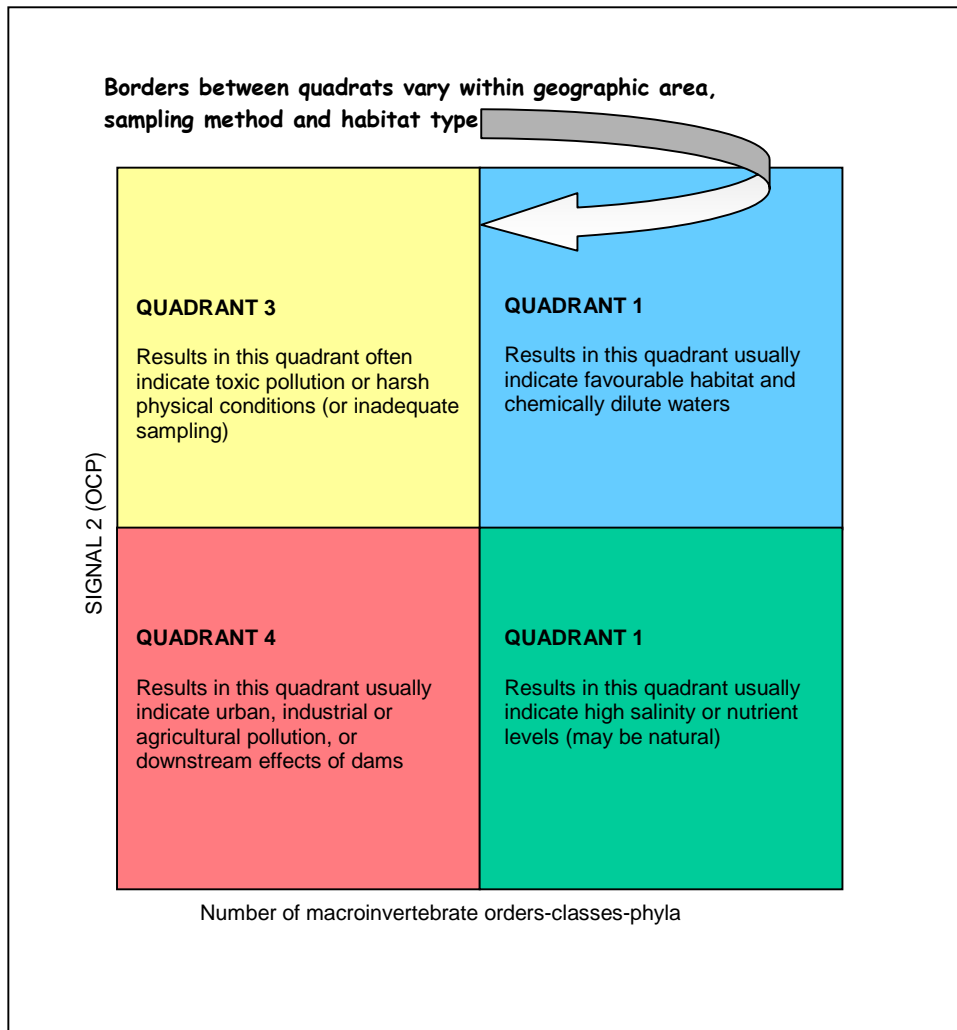 Borders between quadrats vary within geographic area,
sampling method and habitat type
QUADRANT 3
Results in this quadrant often
indicate toxic pollution or harsh
physical conditions (or inadequate
sampling)
QUADRANT 1
Results in this quadrant usually
indicate favourable habitat and
chemically dilute waters
SIGNAL 2 (OCP)
QUADRANT 4
Results in this quadrant usually
indicate urban, industrial or
agricultural pollution, or
downstream effects of dams
QUADRANT 1
Results in this quadrant usually
indicate high salinity or nutrient
levels (may be natural)
Number of macroinvertebrate orders-classes-phyla